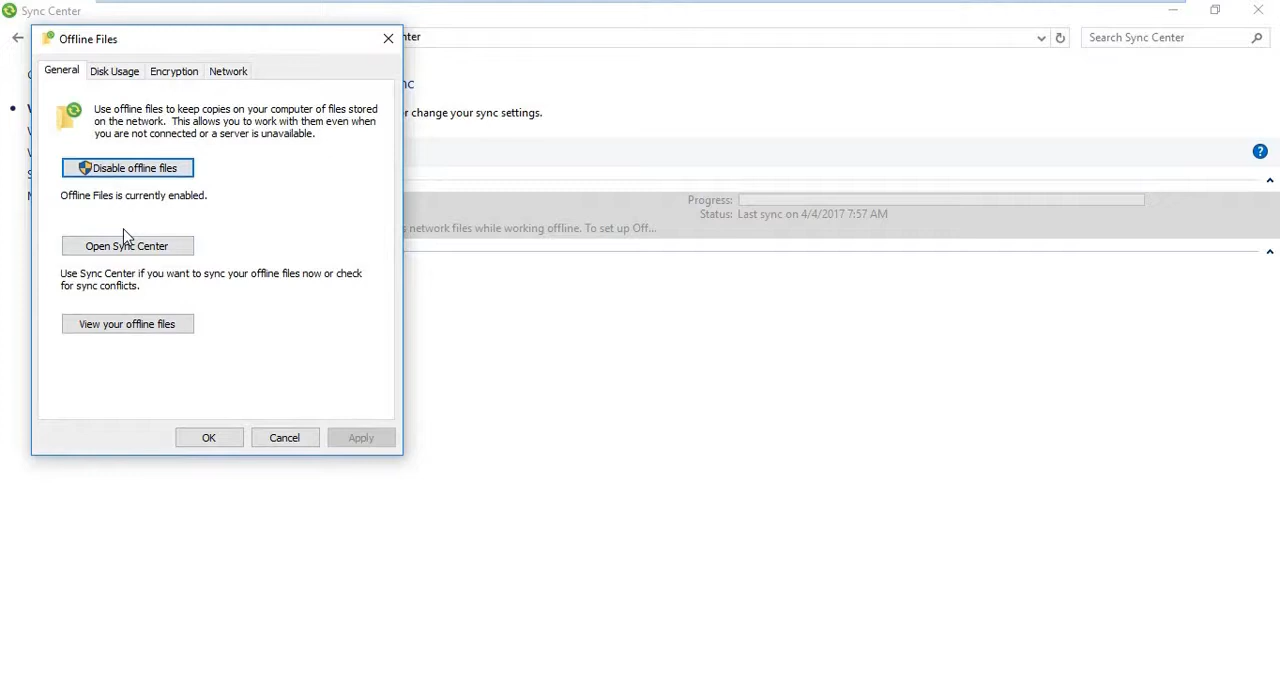 Sync Center
Offline Files
nter
Search Sync Center
General
Disk Usage
Encryption
Network
nc
Use offline files to keep copies on your computer of files stored
on the network. This allows you to work with them even when
you are not connected or a server is unavailable.
r change your sync settings.
Disable offline files
Offline Files is currently enabled.
Progress:
Status: Last sync on 4/4/2017 7:57 AM
s network files while working offline. To set up Off...
Open Sync Center
Use Sync Center if you want to sync your offline files now or check
for sync conflicts.
View your offline files
OK
Cancel
Apply